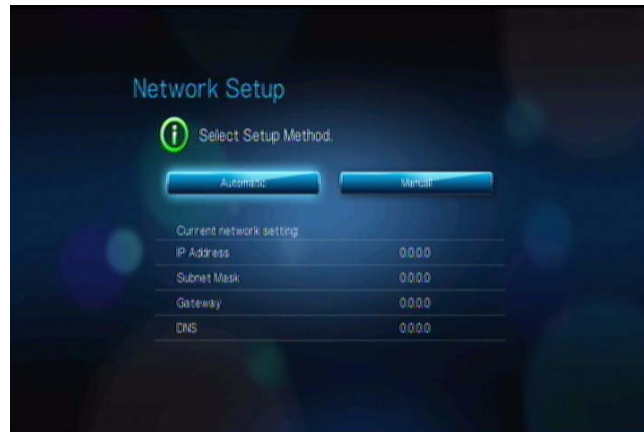 Network Setup
Select Setup Method.
Automatic Manual
Current network setting:
IP Address 0.0.0.0
Subnet Mask 0.0.0.0
Gateway 0.0.0.0
DNS 0.0.0.0